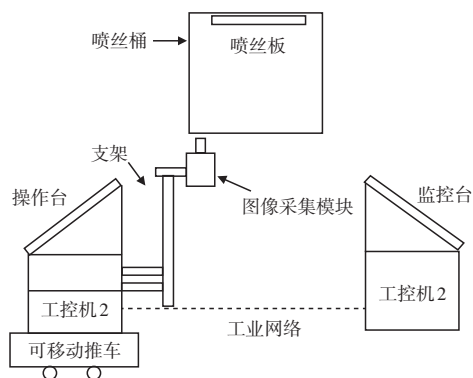 喷丝桶
喷丝板
支架
操作台
图像采集模块
监控台
工控机2
工控机2
工业网络
可移动推车